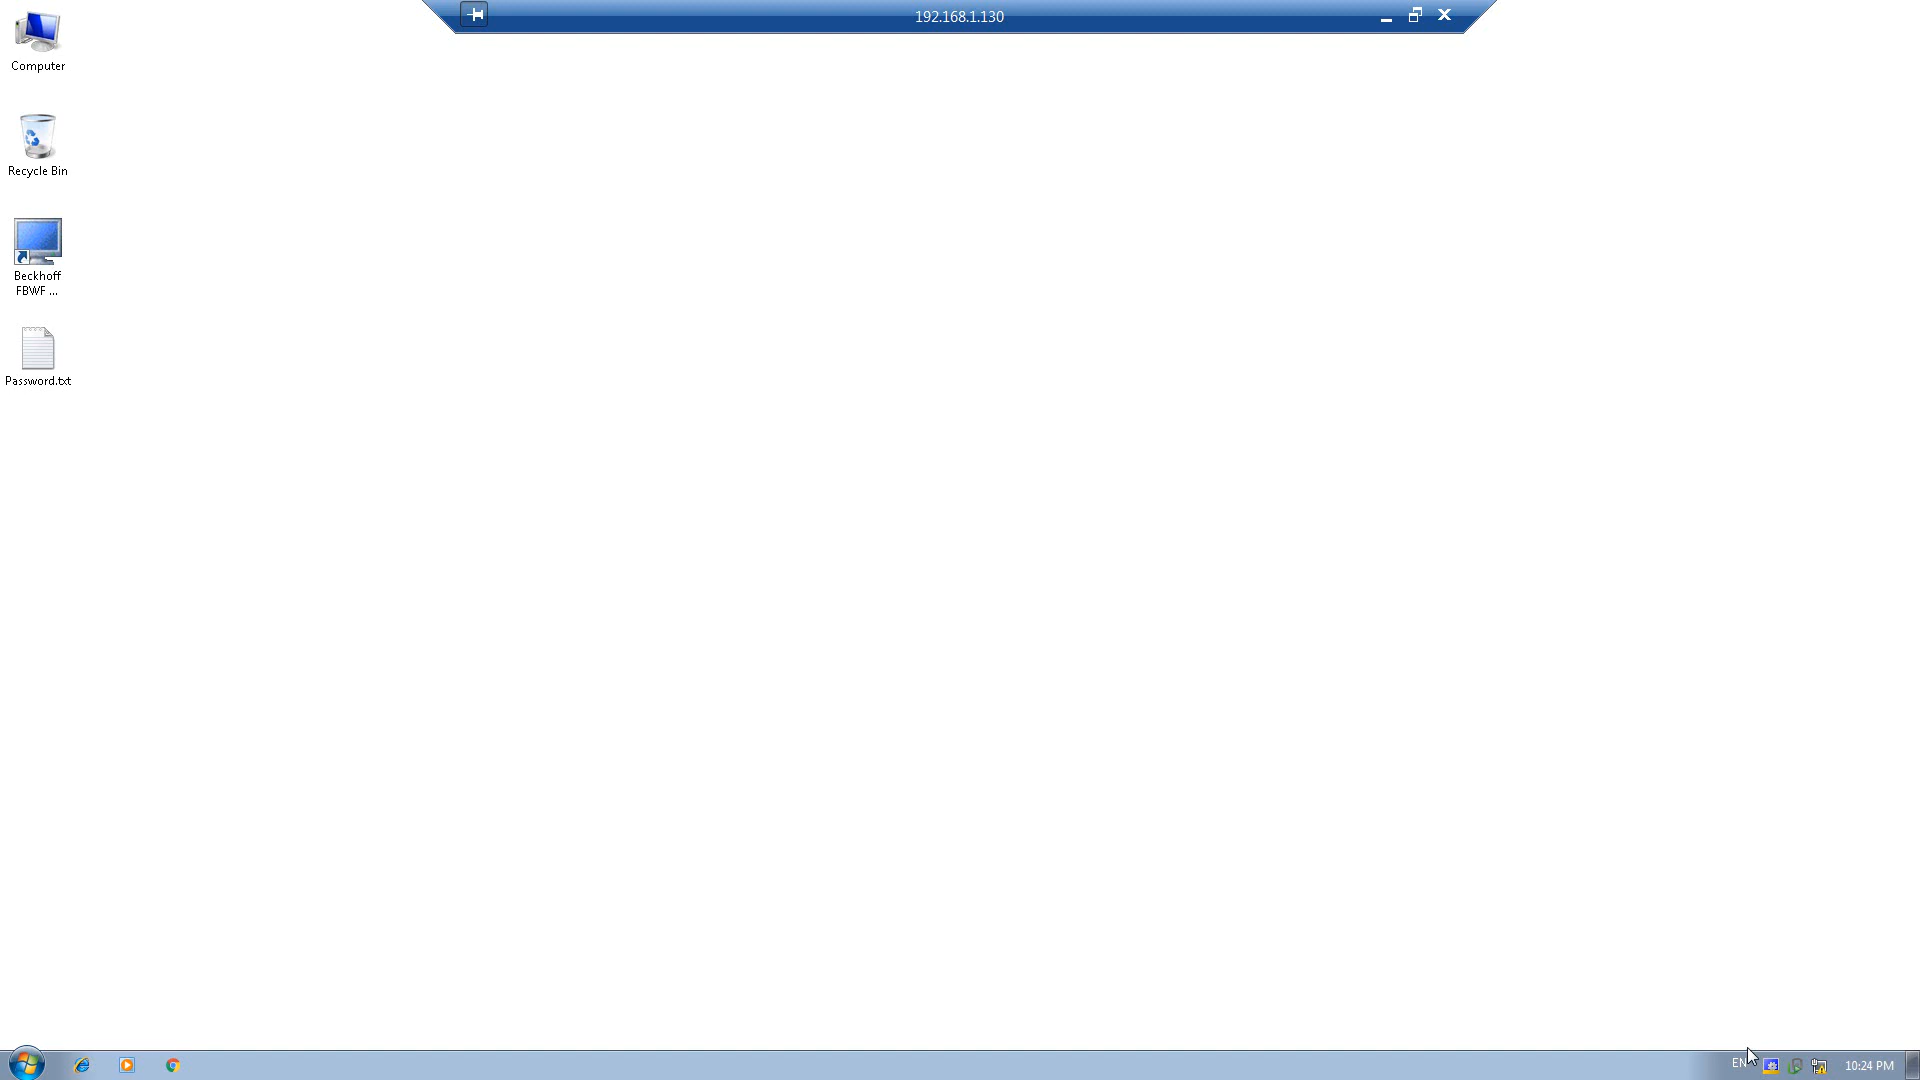 192.168.1.130
Computer
Recycle Bin
Beckhoff
FBWF ...
Password.txt
EN
10:24 PM